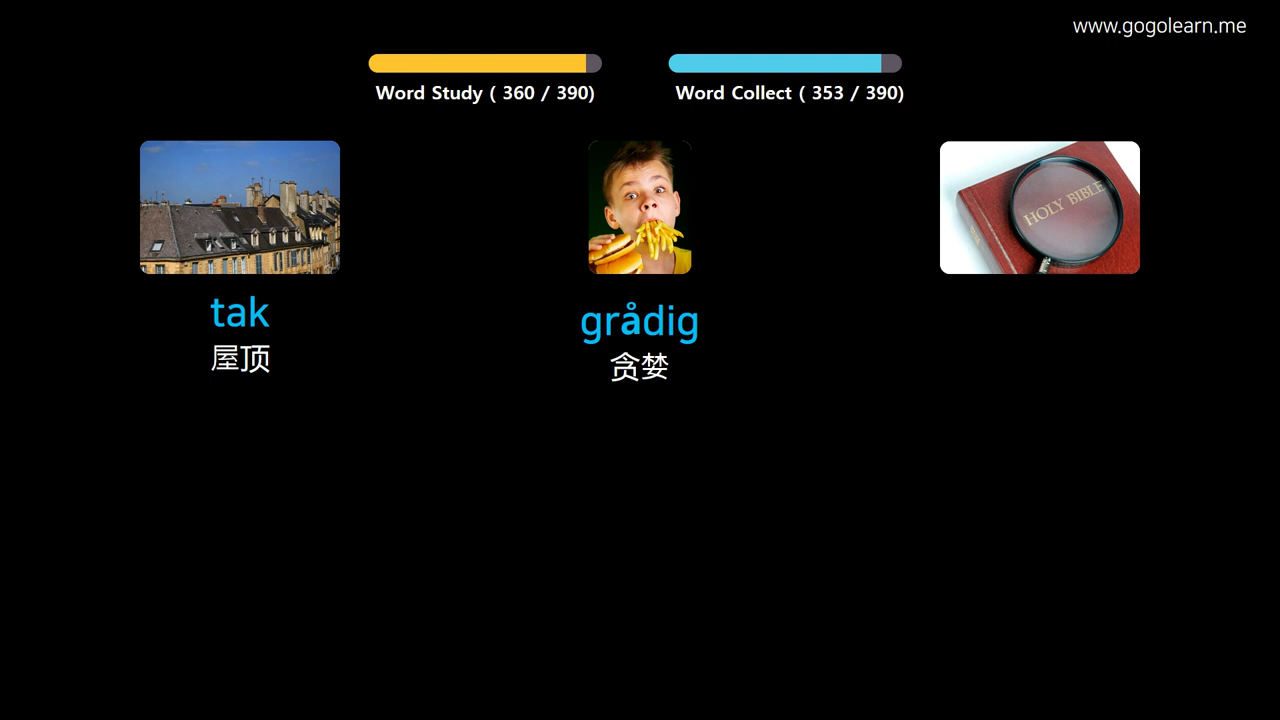 www.gogolearn.me
Word Study ( 360 / 390)
Word Collect ( 353 / 390)
HOLY BIBLE
tak
屋顶
grådig
贪婪